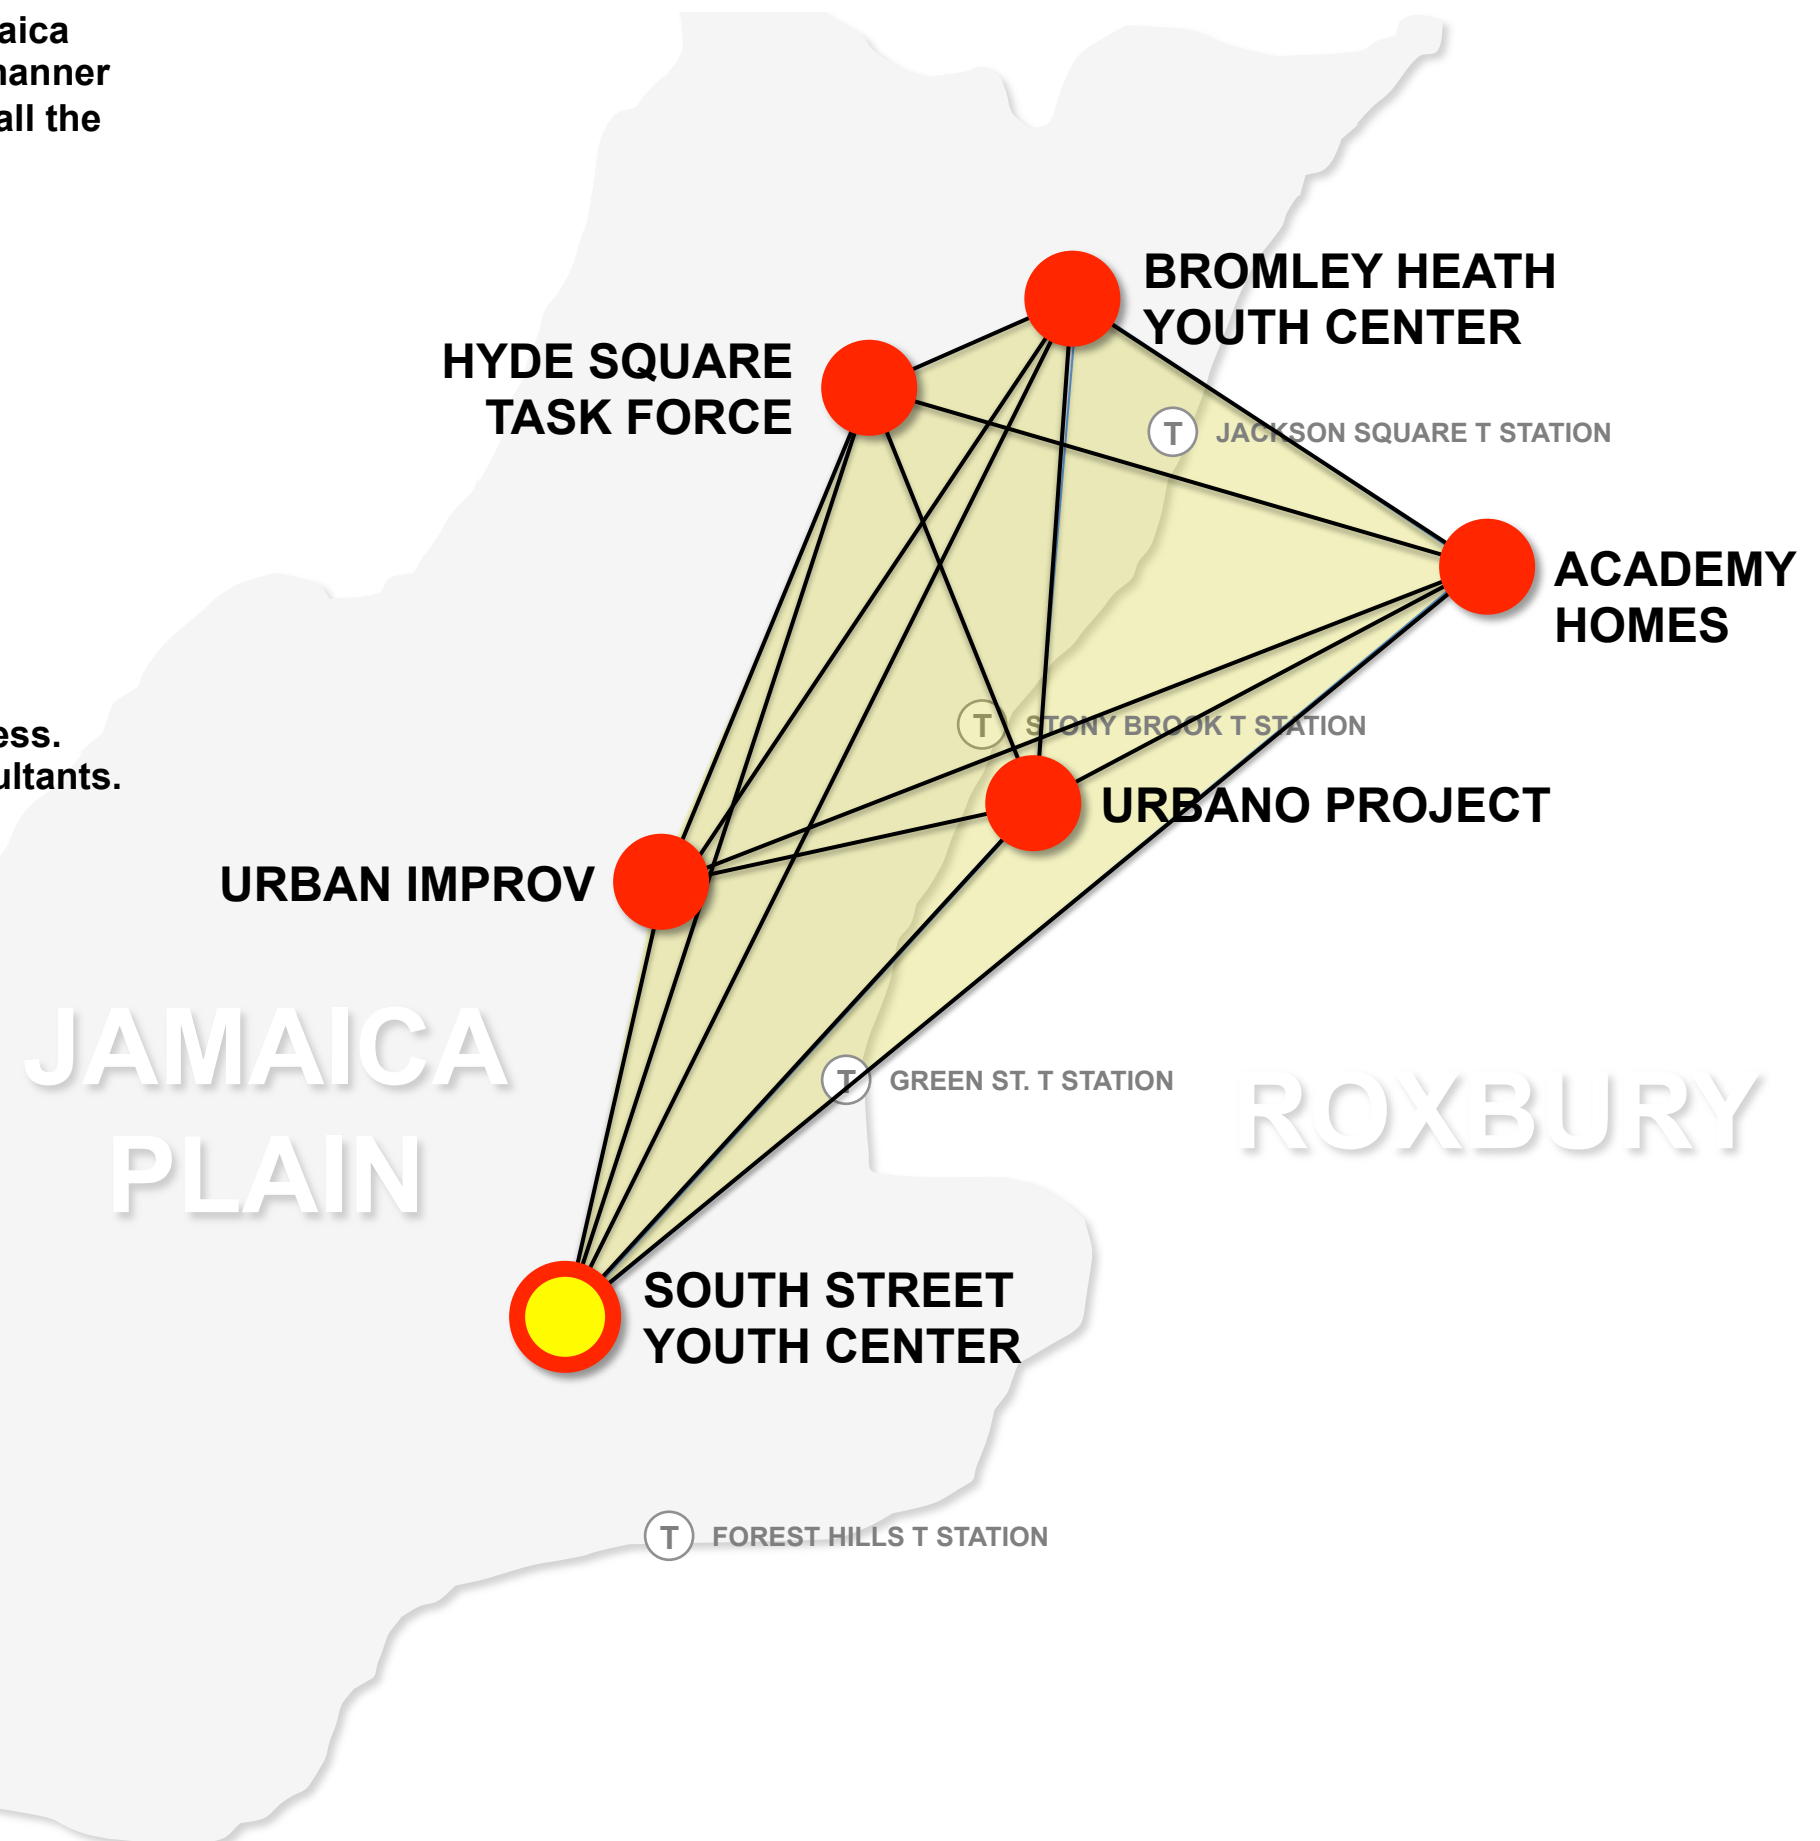 aica
manner
all the
BROMLEY HEATH
YOUTH CENTER
HYDE SQUARE
TASK FORCE
T JACKSON SQUARE T STATION
ACADEMY
HOMES
T STONY BROOK T STATION
ess.
ultants.
URBANO PROJECT
URBAN IMPROV
JAMAICA
PLAIN
T GREEN ST. T STATION
ROXBURY
SOUTH STREET
YOUTH CENTER
T FOREST HILLS T STATION